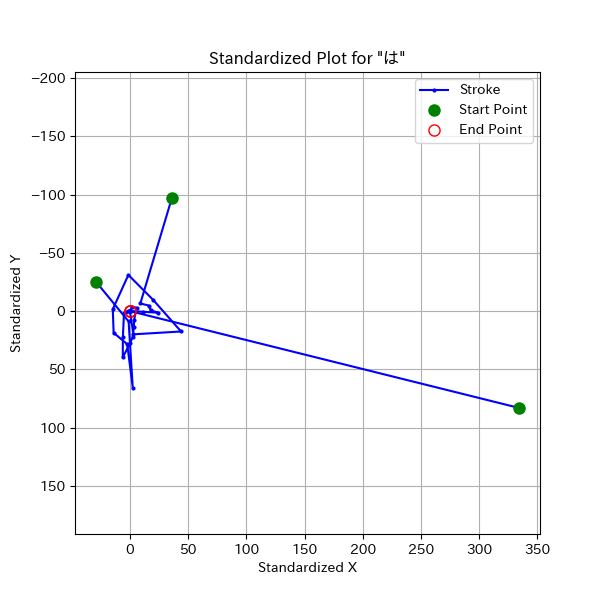 Standardized Plot for "は"
Stroke
Start Point
End Point
−200
−150
−100
−50
0
50
100
150
Standardized Y
0 50 100 150 200 250 300 350
Standardized X